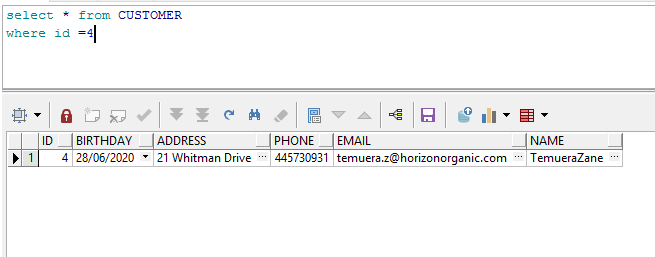 select * from CUSTOMER
where id =4
ID BIRTHDAY ADDRESS PHONE EMAIL NAME
1 4 28/06/2020 21 Whitman Drive ... 445730931 temuera.z@horizonorganic.com ... TemueraZane ...